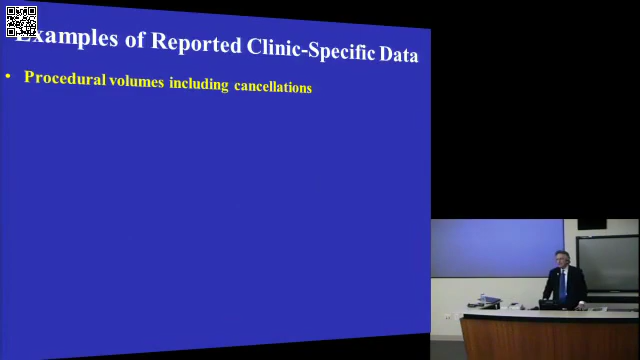 Examples of Reported Clinic-Specific Data
• Procedural volumes including cancellations